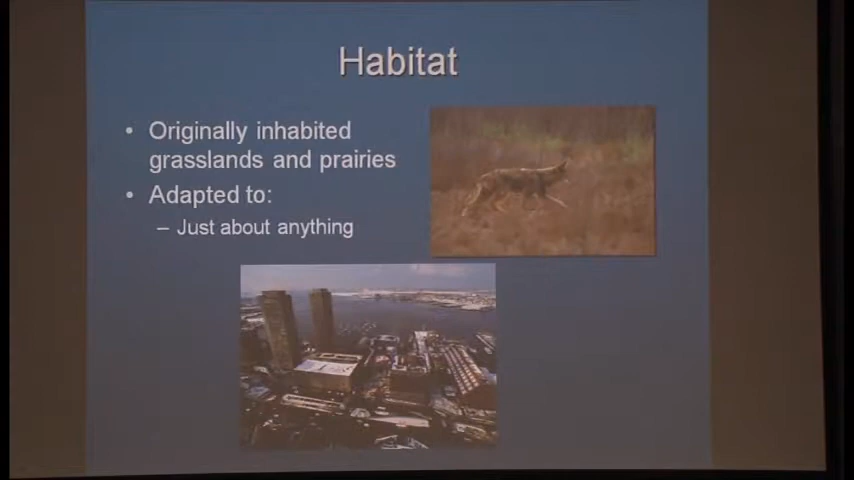 Habitat
• Originally inhabited
grasslands and prairies
• Adapted to:
– Just about anything